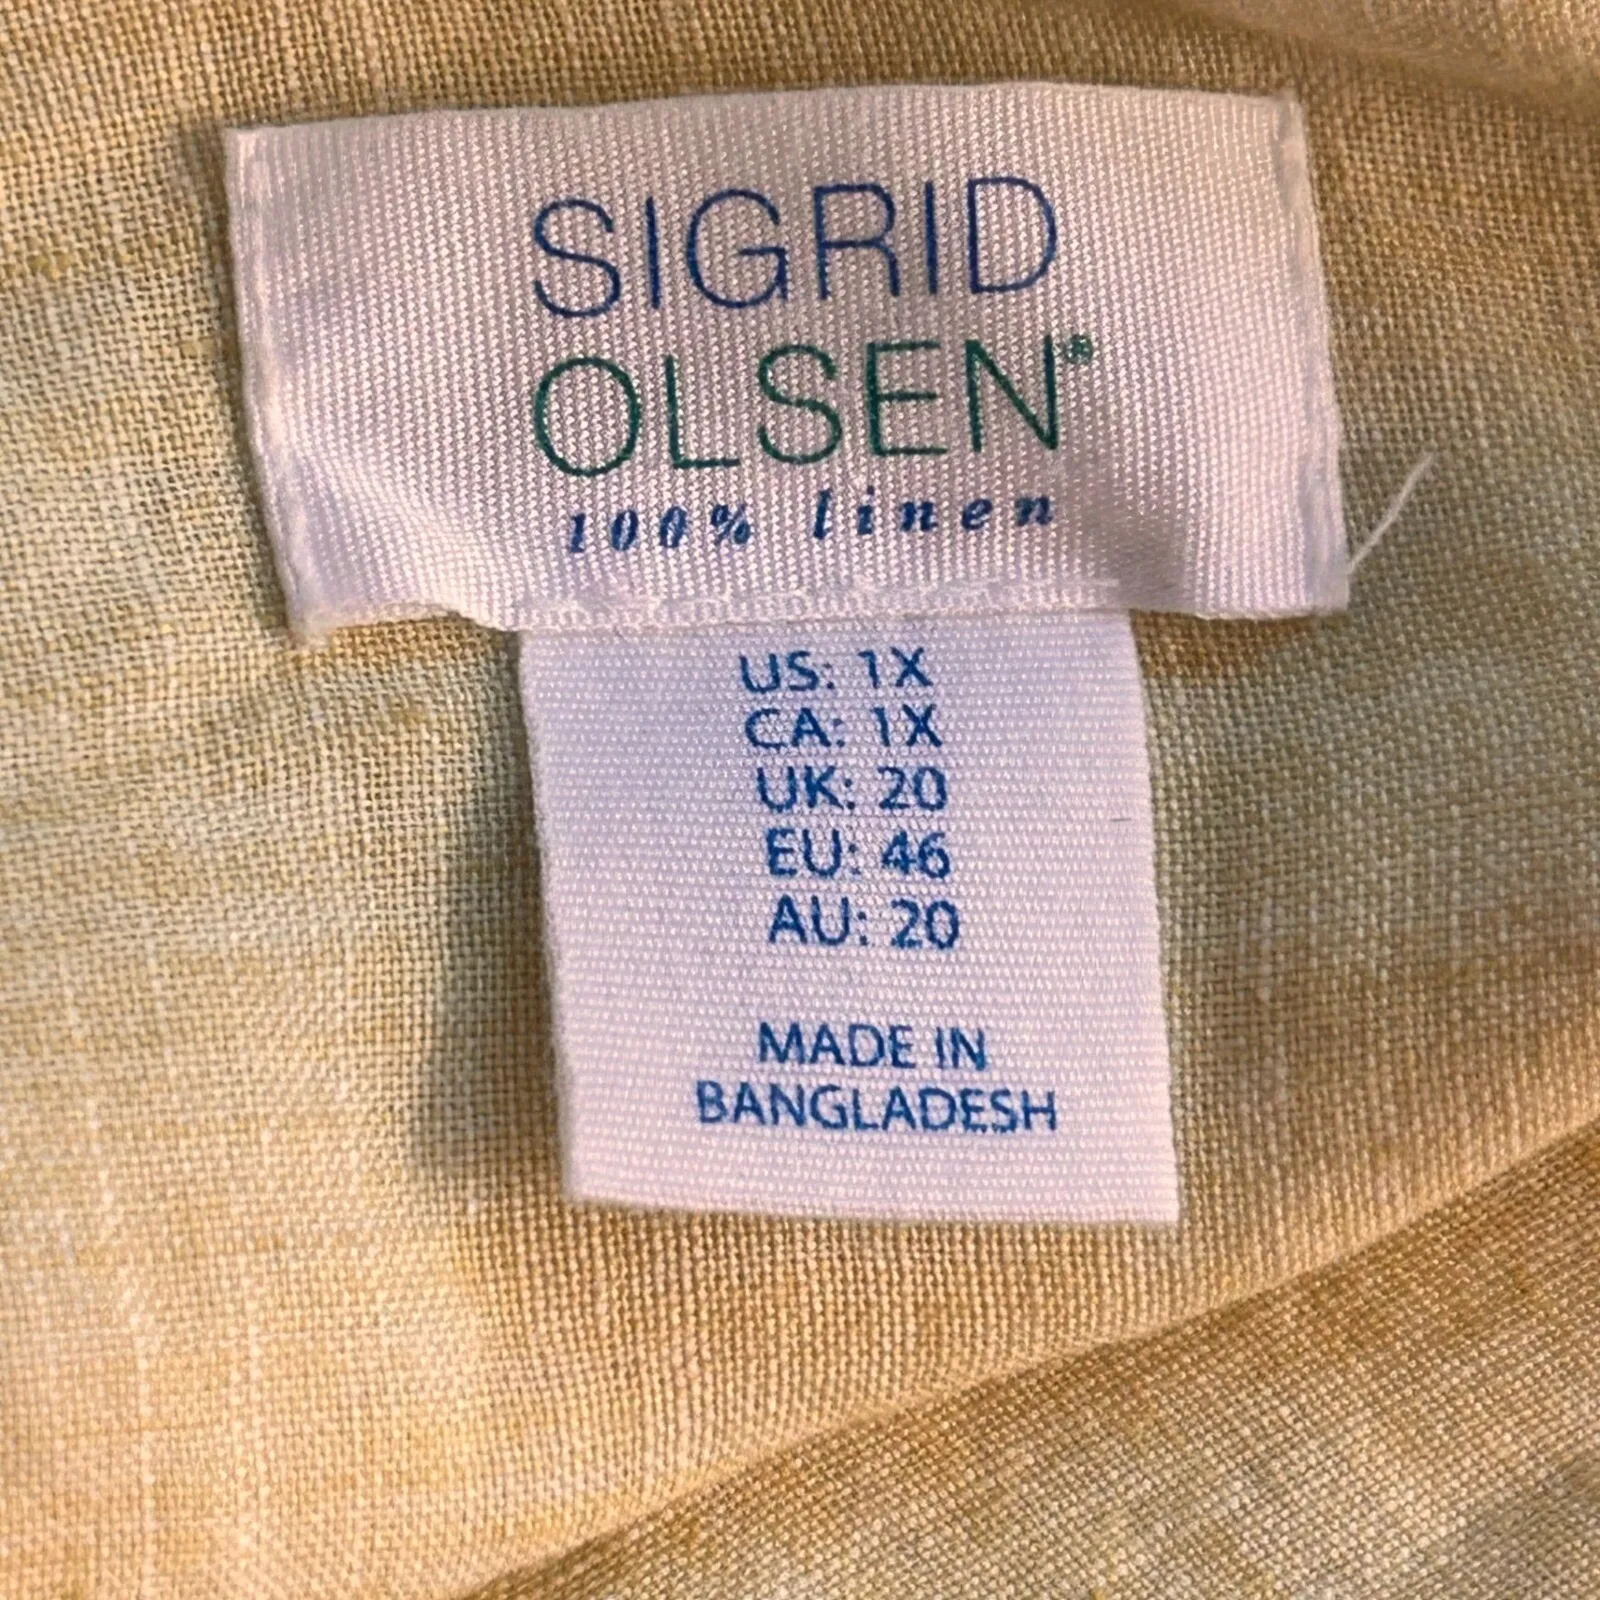 SIGRID
OLSEN®
100% linen
US: 1X
CA: 1X
UK: 20
EU: 46
AU: 20
MADE IN
BANGLADESH